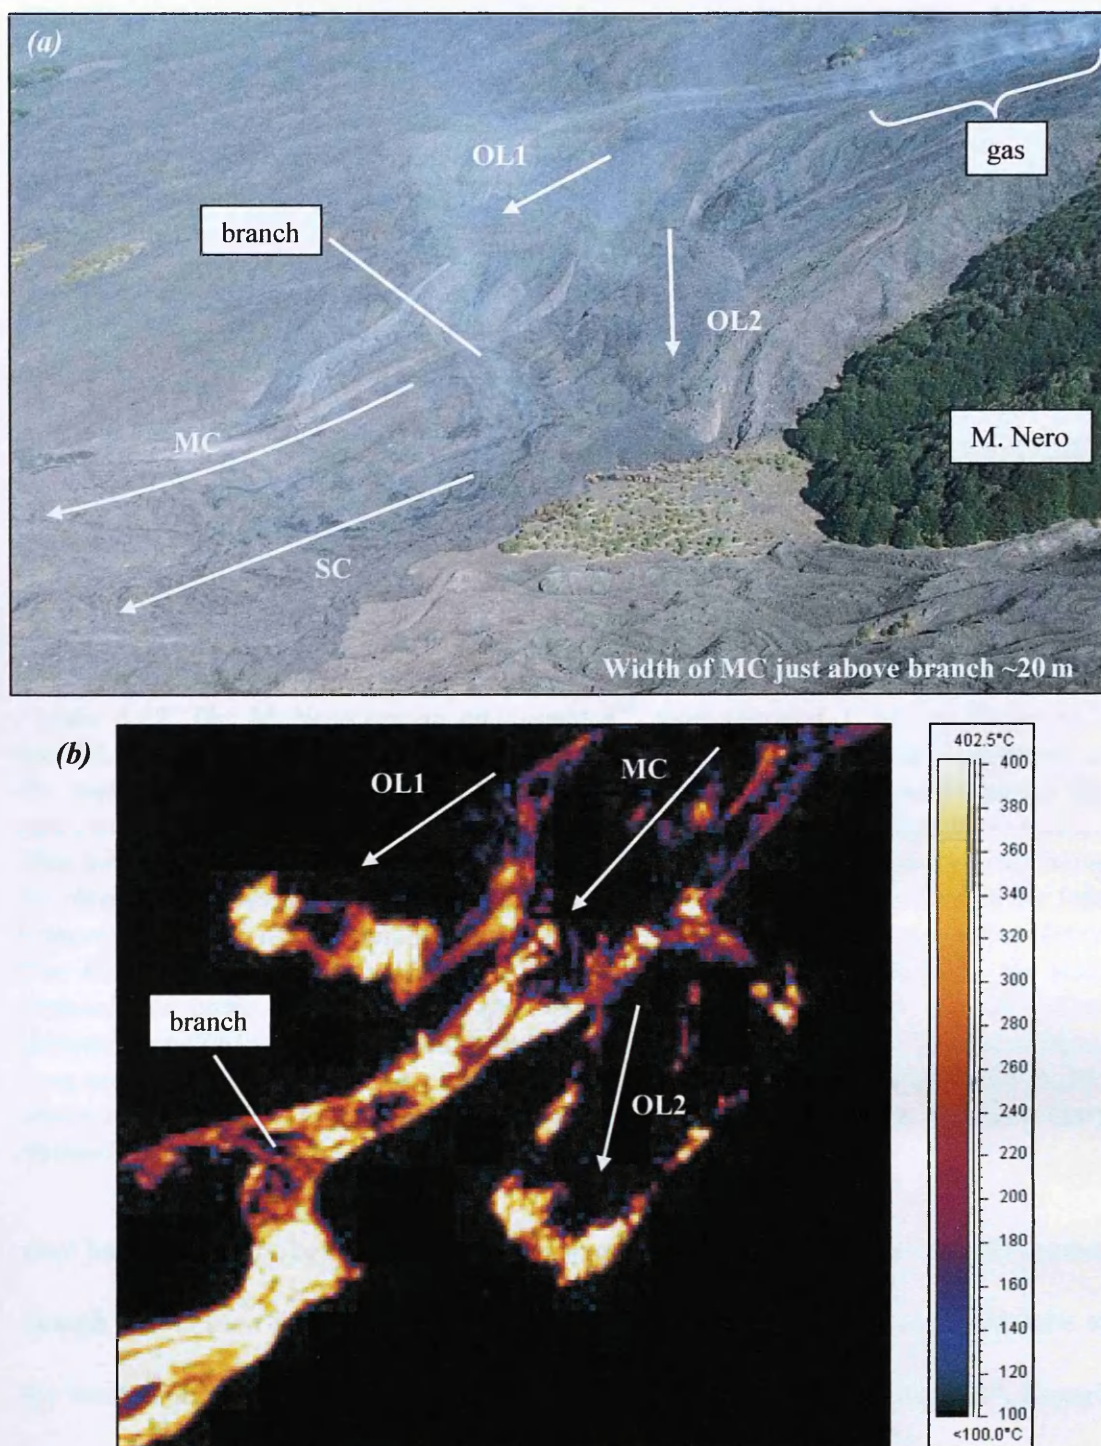 (a)
OL1
gas
branch
OL2
MC
M. Nero
SC
Width of MC just above branch ~20 m
(b)
OL1
MC
branch
OL2
402.5°C
400
380
360
340
320
300
280
260
240
220
200
180
160
140
120
100
<100.0°C